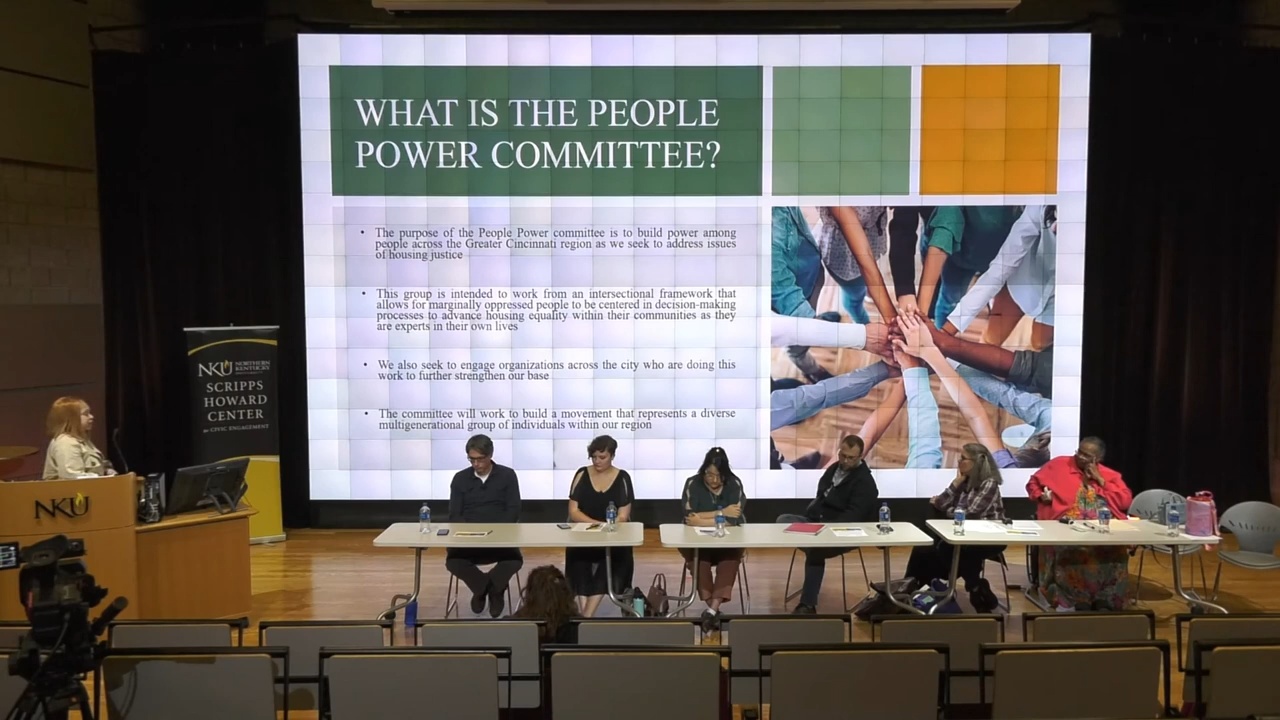 WHAT IS THE PEOPLE
POWER COMMITTEE?
• The purpose of the People Power committee is to build power among
people across the Greater Cincinnati region as we seek to address issues
of housing justice
• This group is intended to work from an intersectional framework that
allows for marginally oppressed people to be centered in decision-making
processes to advance housing equality within their communities as they
are experts in their own lives
• We also seek to engage organizations across the city who are doing this
work to further strengthen our base
• The committee will work to build a movement that represents a diverse
multigenerational group of individuals within our region
NKU
NORTHERN
KENTUCKY
SCRIPPS
HOWARD
CENTER
for CIVIC ENGAGEMENT
NKU